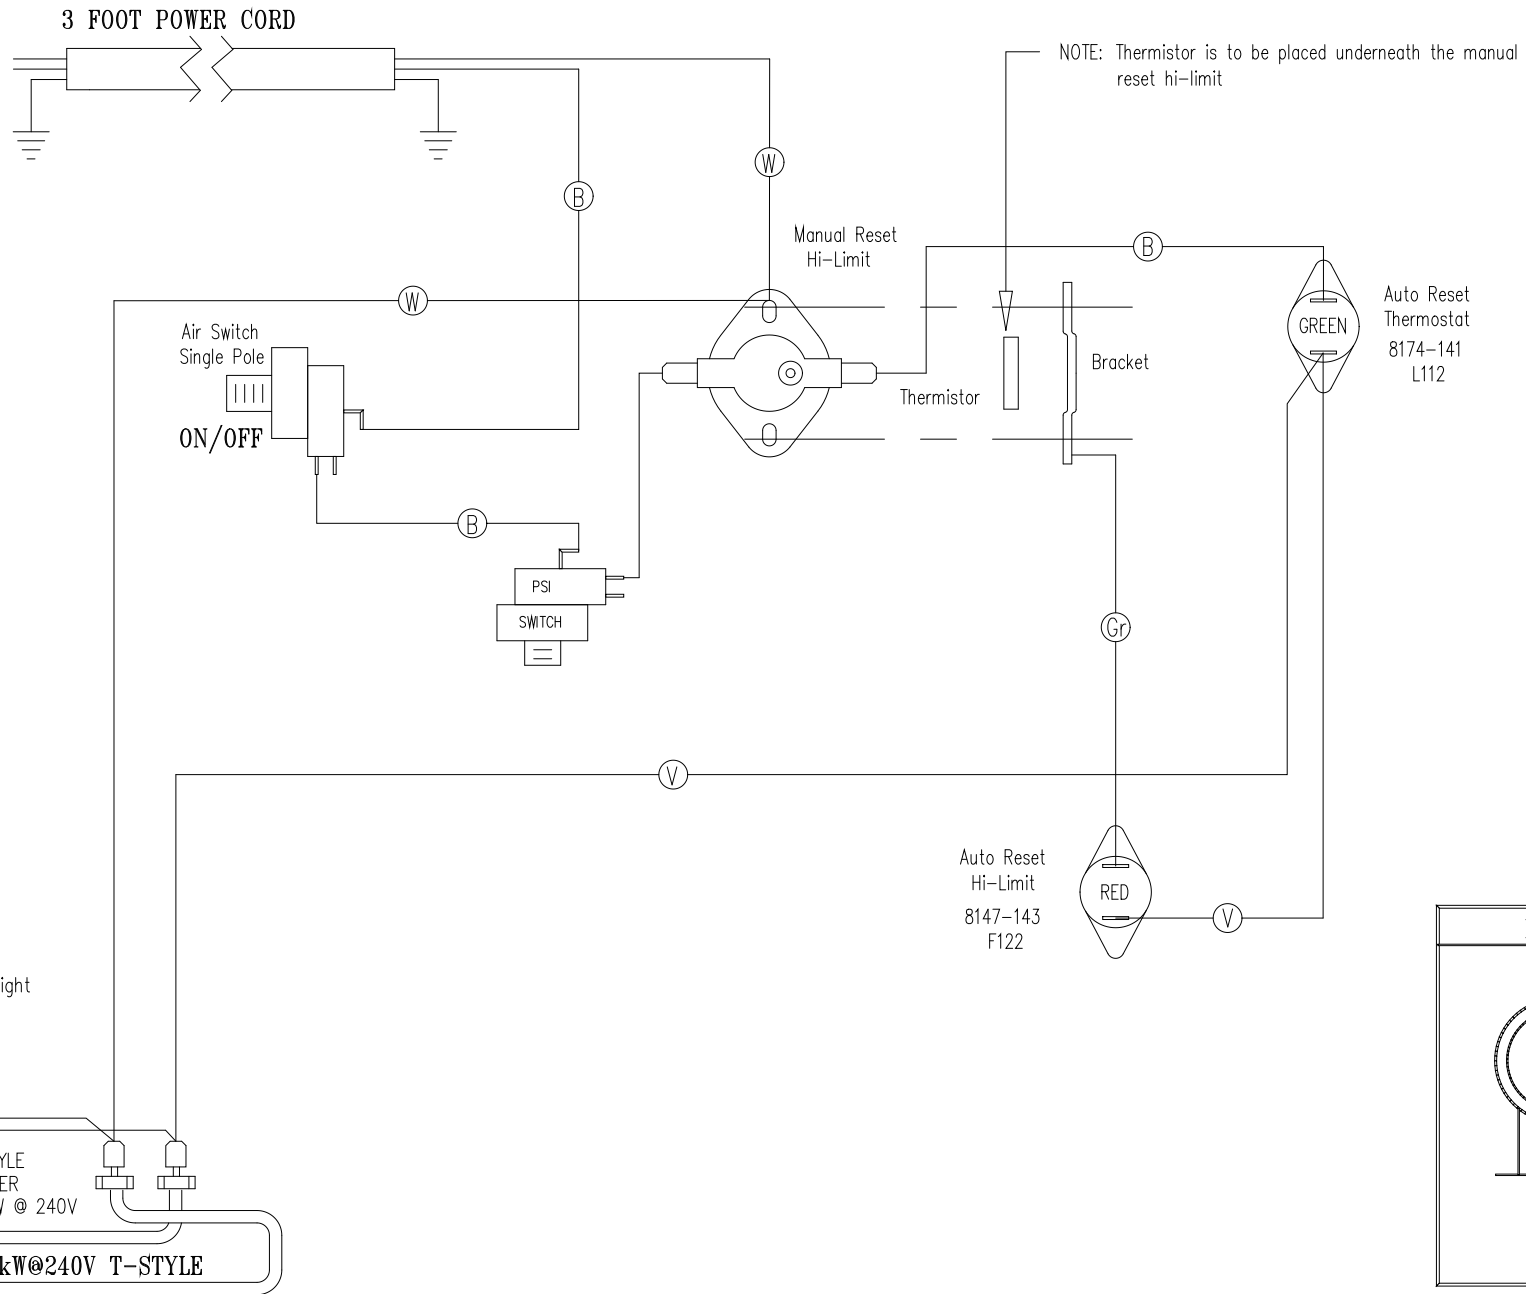 3 FOOT POWER CORD
NOTE: Thermistor is to be placed underneath the manual
reset hi-limit
W
B
Manual Reset
Hi-Limit
B
W
Air Switch
Single Pole
ON/OFF
GREEN
Auto Reset
Thermostat
8174-141
L112
Bracket
Thermistor
B
PSI
SWITCH
Gr
V
Auto Reset
Hi-Limit
8147-143
F122
RED
V
ight
YLE
ER
W @ 240V
kW@240V T-STYLE